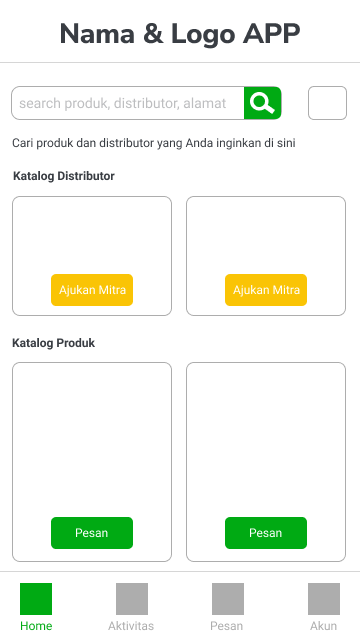 Nama & Logo APP
search produk, distributor, alamat
Cari produk dan distributor yang Anda inginkan di sini
Katalog Distributor
Ajukan Mitra
Ajukan Mitra
Katalog Produk
Pesan
Pesan
Home
Aktivitas
Pesan
Akun